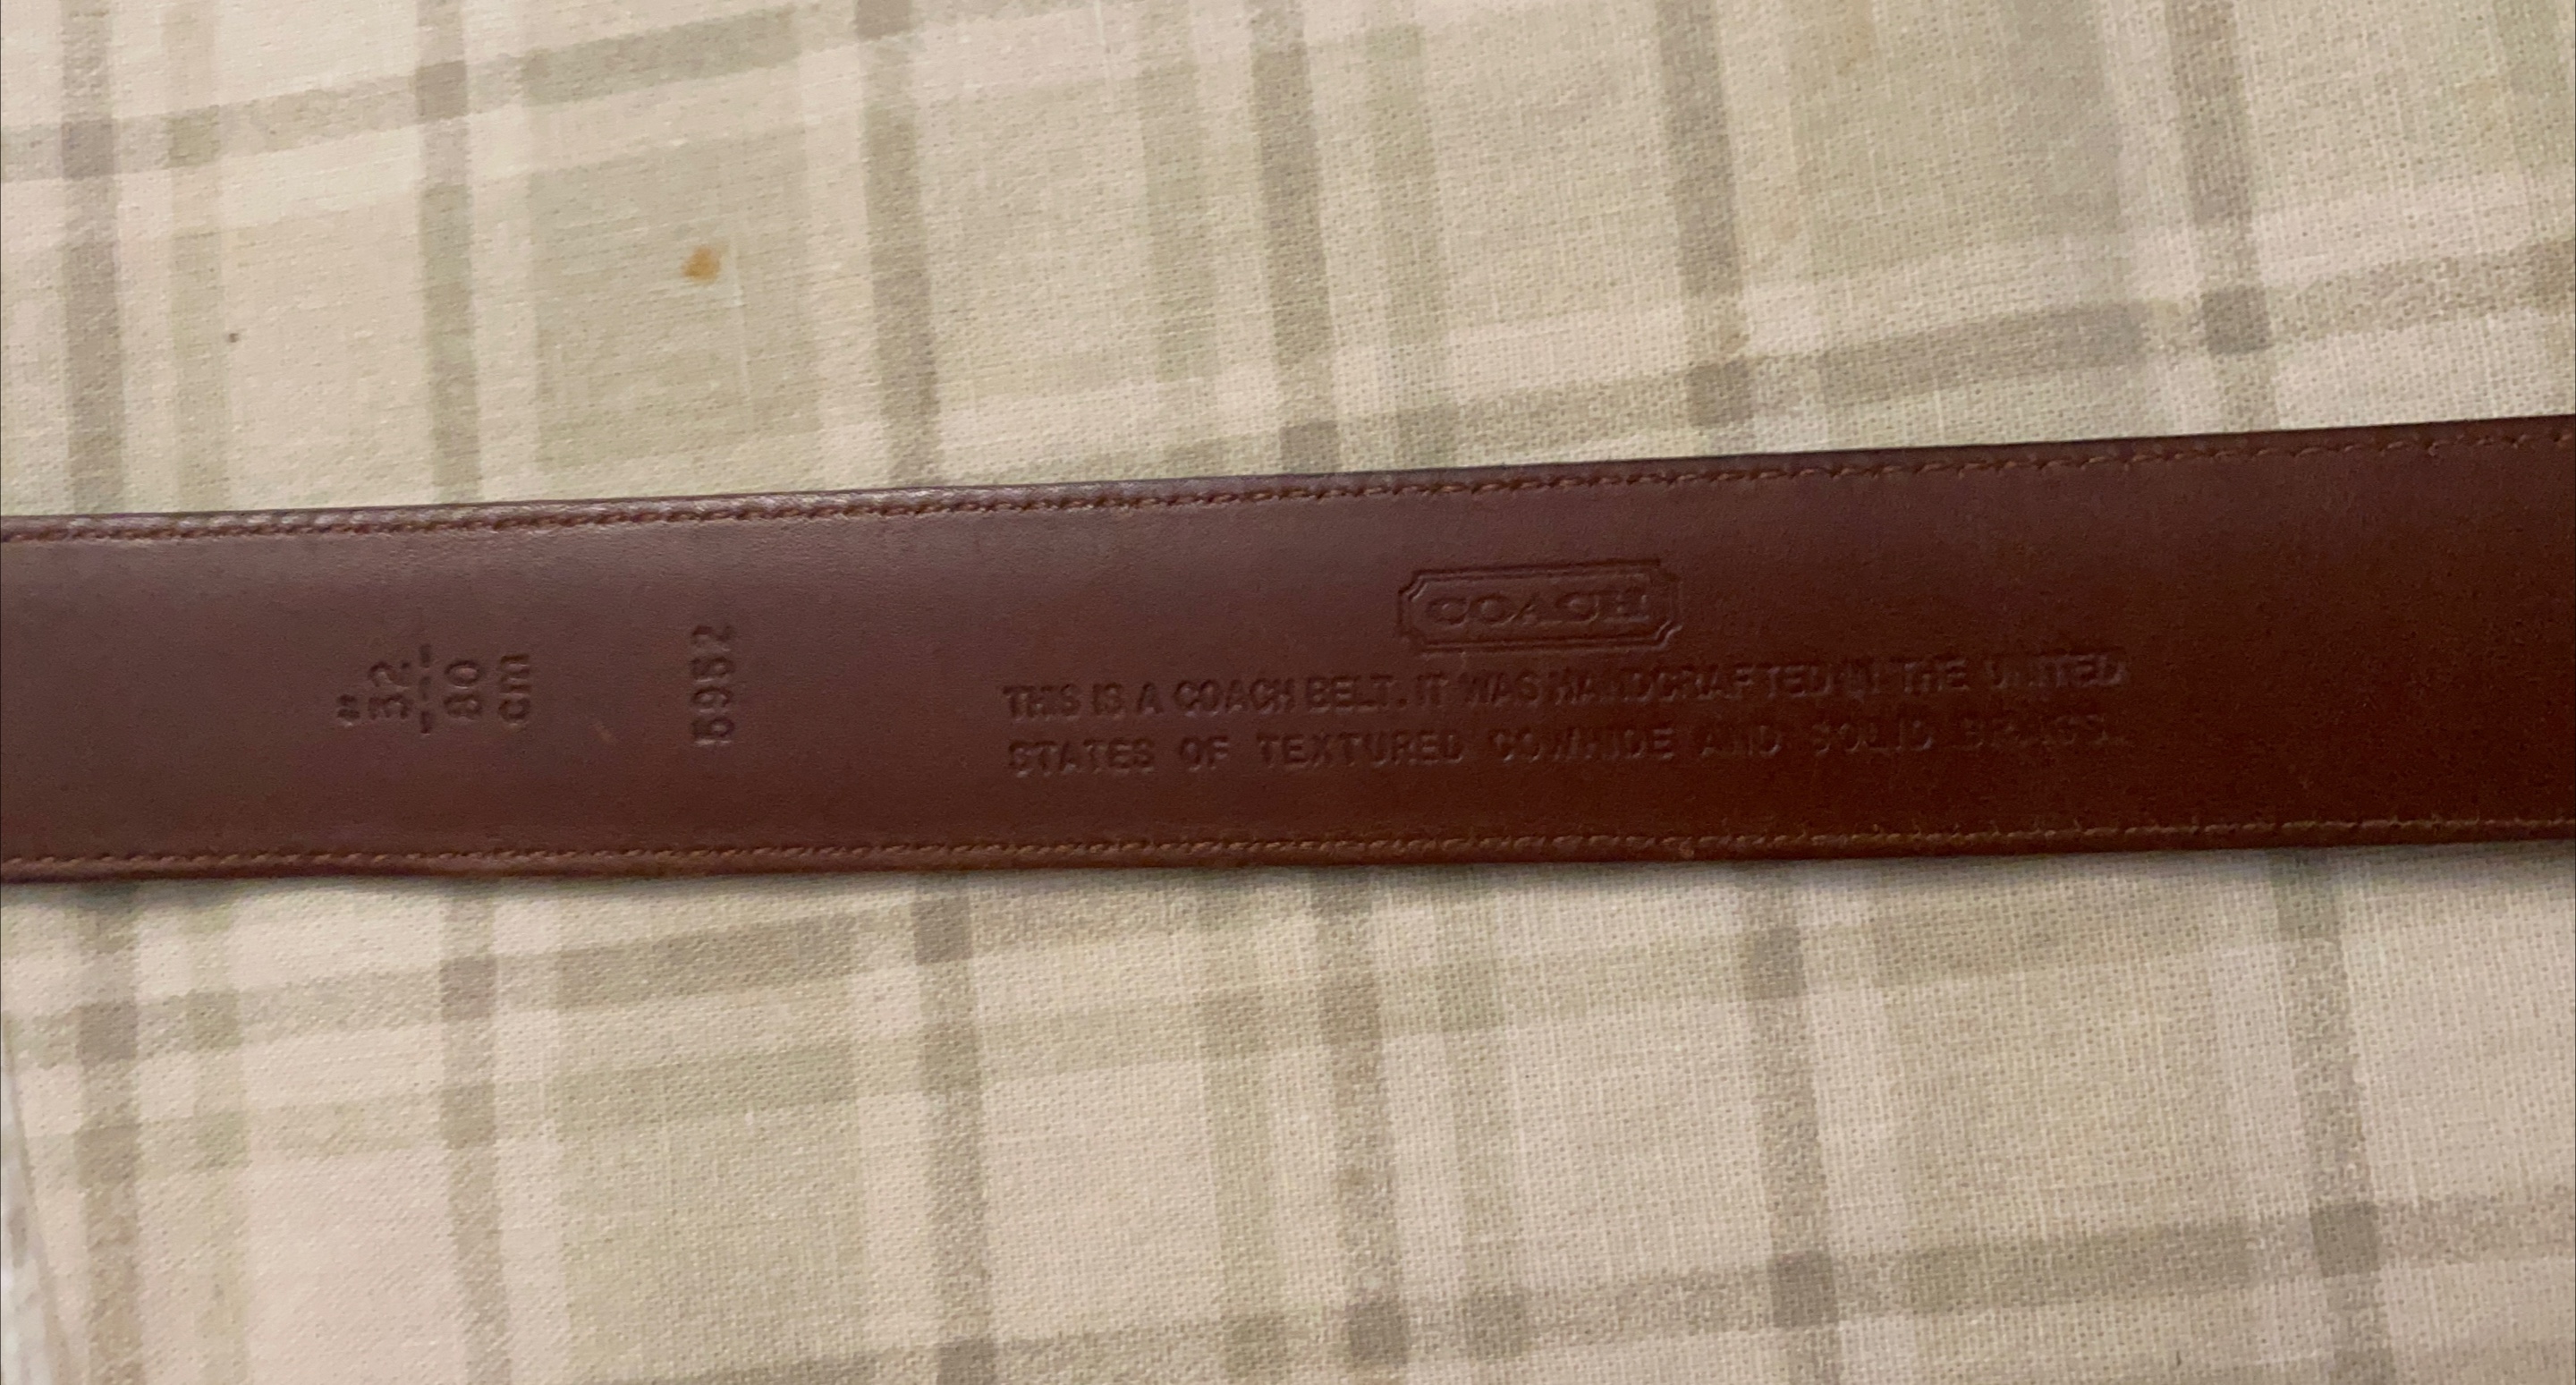 "
32
---
80
cm
5952
COACH
THIS IS A COACH BELT. IT WAS HANDCRAFTED IN THE UNITED
STATES OF TEXTURED COWHIDE AND SOLID BRASS.